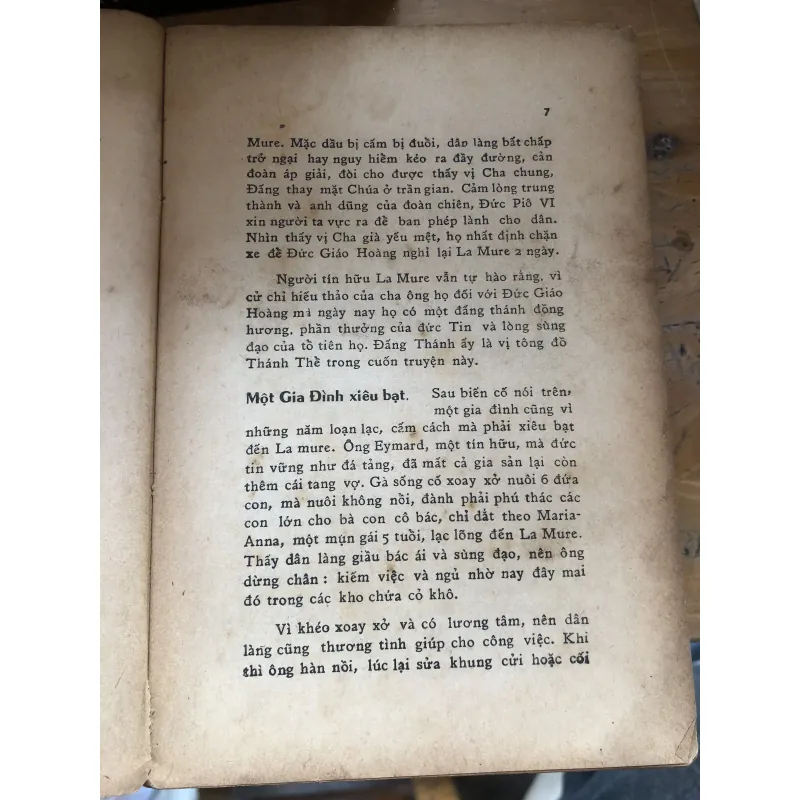 7
Mure. Mặc dầu bị cấm bị đuổi, dân làng bất chấp
trở ngại hay nguy hiểm kéo ra đầy đường, cản
đoàn áp giải, đòi cho được thấy vị Cha chung,
Đấng thay mặt Chúa ở trần gian. Cảm lòng trung
thành và anh dũng của đoàn chiên, Đức Piô VI
xin người ta vực ra để ban phép lành cho dân.
Nhìn thấy vị Cha già yếu mệt, họ nhất định chặn
xe để Đức Giáo Hoàng nghỉ lại La Mure 2 ngày.
Người tín hữu La Mure vẫn tự hào rằng, vì
cử chỉ hiếu thảo của cha ông họ đối với Đức Giáo
Hoàng mà ngày nay họ có một đấng thánh đồng
hương, phần thưởng của đức Tin và lòng sùng
đạo của tổ tiên họ. Đấng Thánh ấy là vị tông đồ
Thánh Thể trong cuốn truyện này.
Một Gia Đình xiêu bạt. Sau biến cố nói trên,
một gia đình cũng vì
những năm loạn lạc, cấm cách mà phải xiêu bạt
đến La mure. Ông Eymard, một tín hữu, mà đức
tin vững như đá tảng, đã mất cả gia sản lại còn
thêm cái tang vợ. Gà sống cố xoay xở nuôi 6 đứa
con, mà nuôi không nổi, đành phải phú thác các
con lớn cho bà con cô bác, chỉ dắt theo Maria-
Anna, một mụn gái 5 tuổi, lạc lõng đến La Mure.
Thấy dân làng giầu bác ái và sùng đạo, nên ông
dừng chân : kiếm việc và ngủ nhờ nay đây mai
đó trong các kho chứa cỏ khô.
Vì khéo xoay xở và có lương tâm, nên dân
làng cũng thương tình giúp cho công việc. Khi
thì ông hàn nồi, lúc lại sửa khung cửi hoặc cối